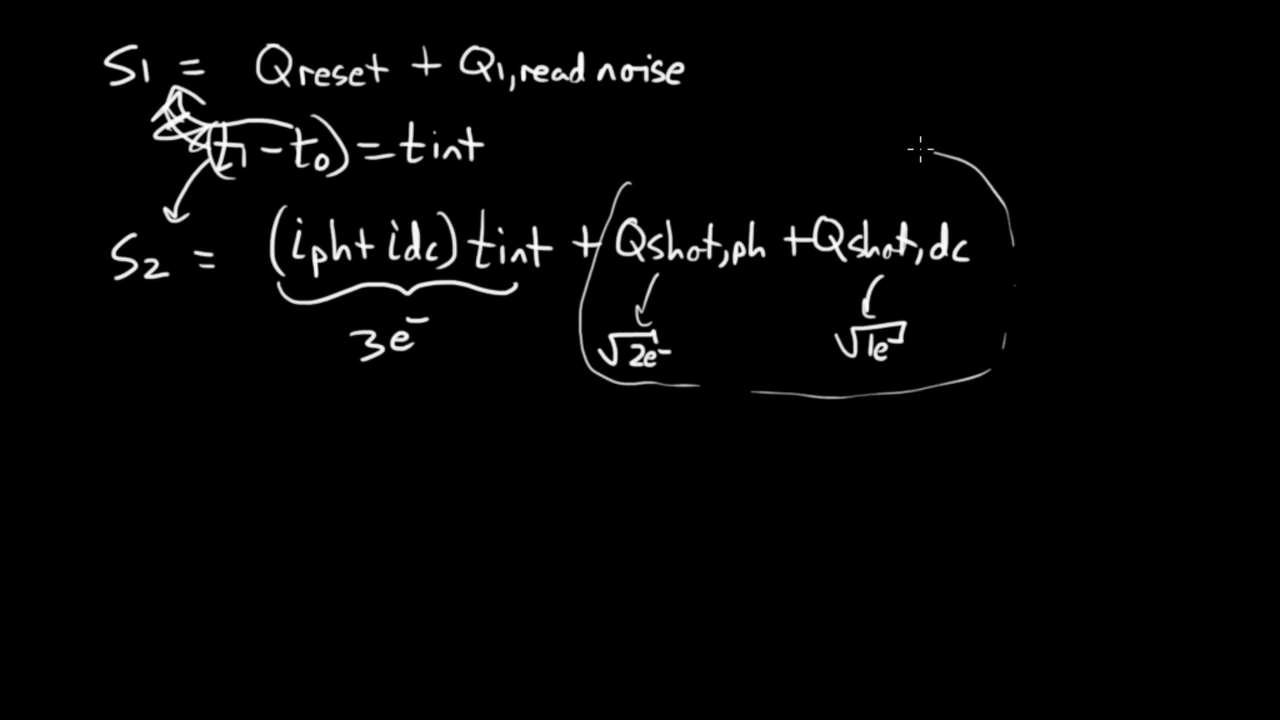 S1 = Qreset + Q1,read noise
(t1 - t0) = tint
S2 = (iph + idc) tint + Qshot,ph + Qshot,dc
3e⁻ √2e⁻ √1e⁻